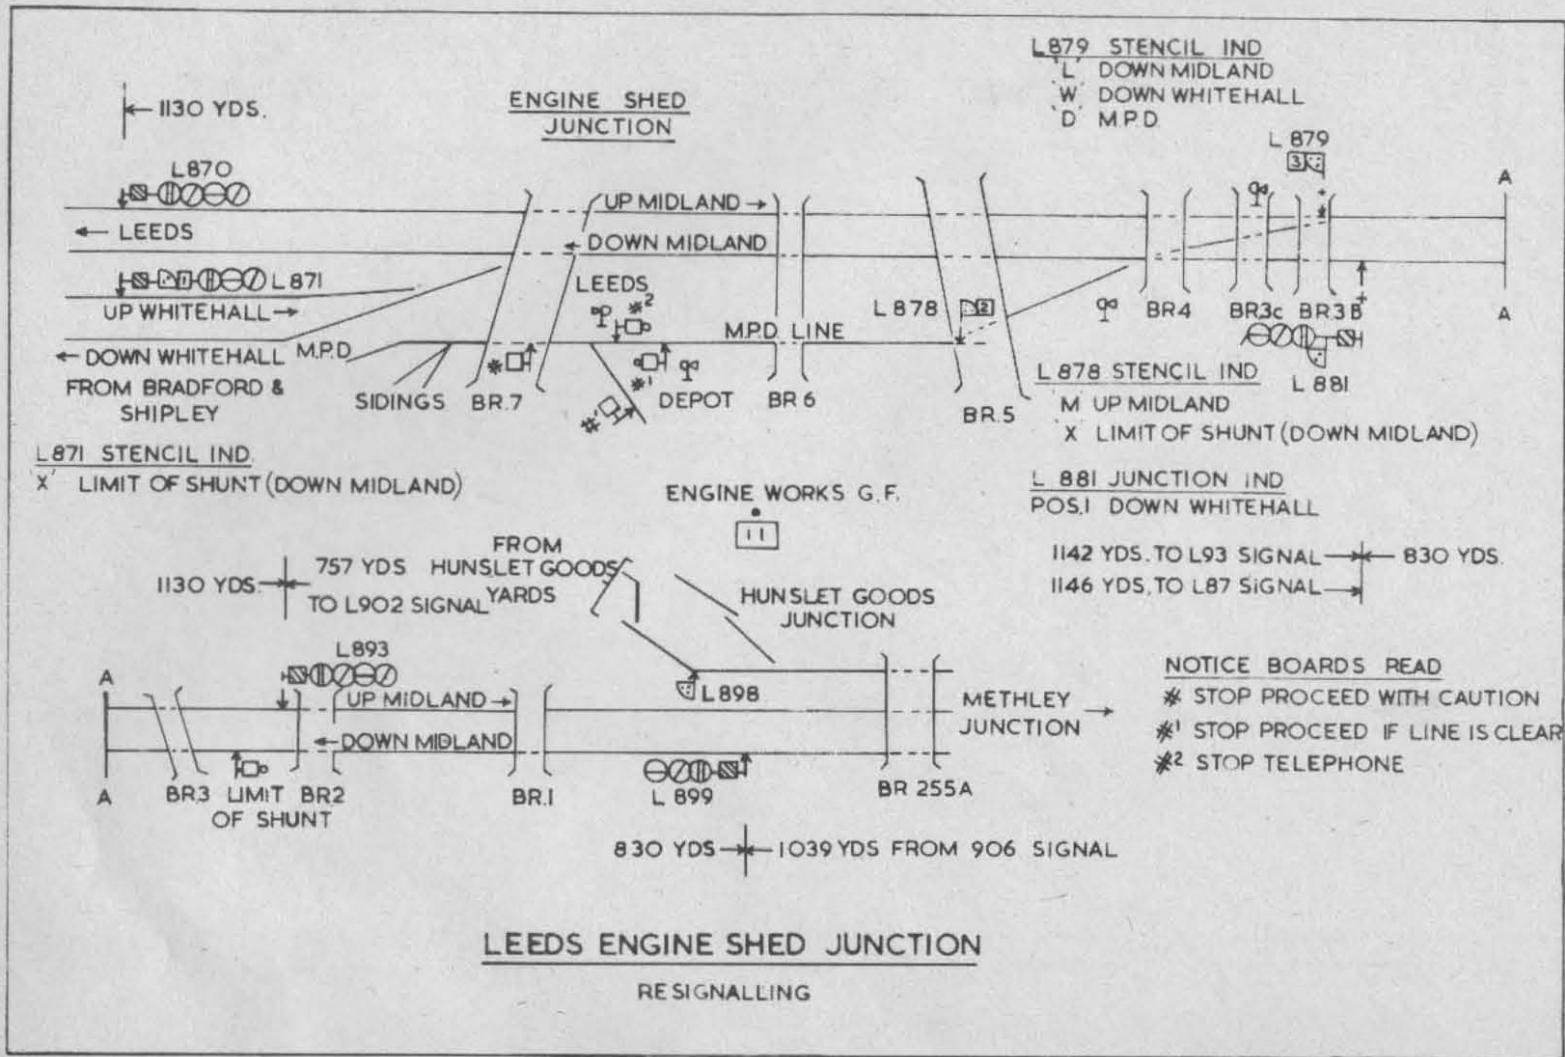 L879 STENCIL IND
'L' DOWN MIDLAND
'W' DOWN WHITEHALL
'D' M.P.D
1130 YDS.
ENGINE SHED
JUNCTION
L 879
3
L870
A
UP MIDLAND
LEEDS
DOWN MIDLAND
L871
LEEDS
#2
UP WHITEHALL
L 878
2
M.P.D LINE
BR4
BR3c
BR3B
A
DOWN WHITEHALL
M.P.D
FROM BRADFORD &
SHIPLEY
SIDINGS
BR.7
#
#1
#1
DEPOT
BR 6
BR.5
L 881
L 878 STENCIL IND
'M' UP MIDLAND
'X' LIMIT OF SHUNT (DOWN MIDLAND)
L871 STENCIL IND.
'X' LIMIT OF SHUNT (DOWN MIDLAND)
L 881 JUNCTION IND
POS.1 DOWN WHITEHALL
ENGINE WORKS G.F.
11
1142 YDS. TO L93 SIGNAL
830 YDS.
1146 YDS. TO L87 SIGNAL
1130 YDS.
757 YDS
TO L902 SIGNAL
FROM
HUNSLET GOODS
YARDS
HUNSLET GOODS
JUNCTION
L893
A
UP MIDLAND
DOWN MIDLAND
L898
METHLEY
JUNCTION
A
BR3
LIMIT
OF SHUNT
BR2
BR.1
L 899
BR 255A
NOTICE BOARDS READ
# STOP PROCEED WITH CAUTION
#1 STOP PROCEED IF LINE IS CLEAR
#2 STOP TELEPHONE
830 YDS
1039 YDS FROM 906 SIGNAL
LEEDS ENGINE SHED JUNCTION
RESIGNALLING